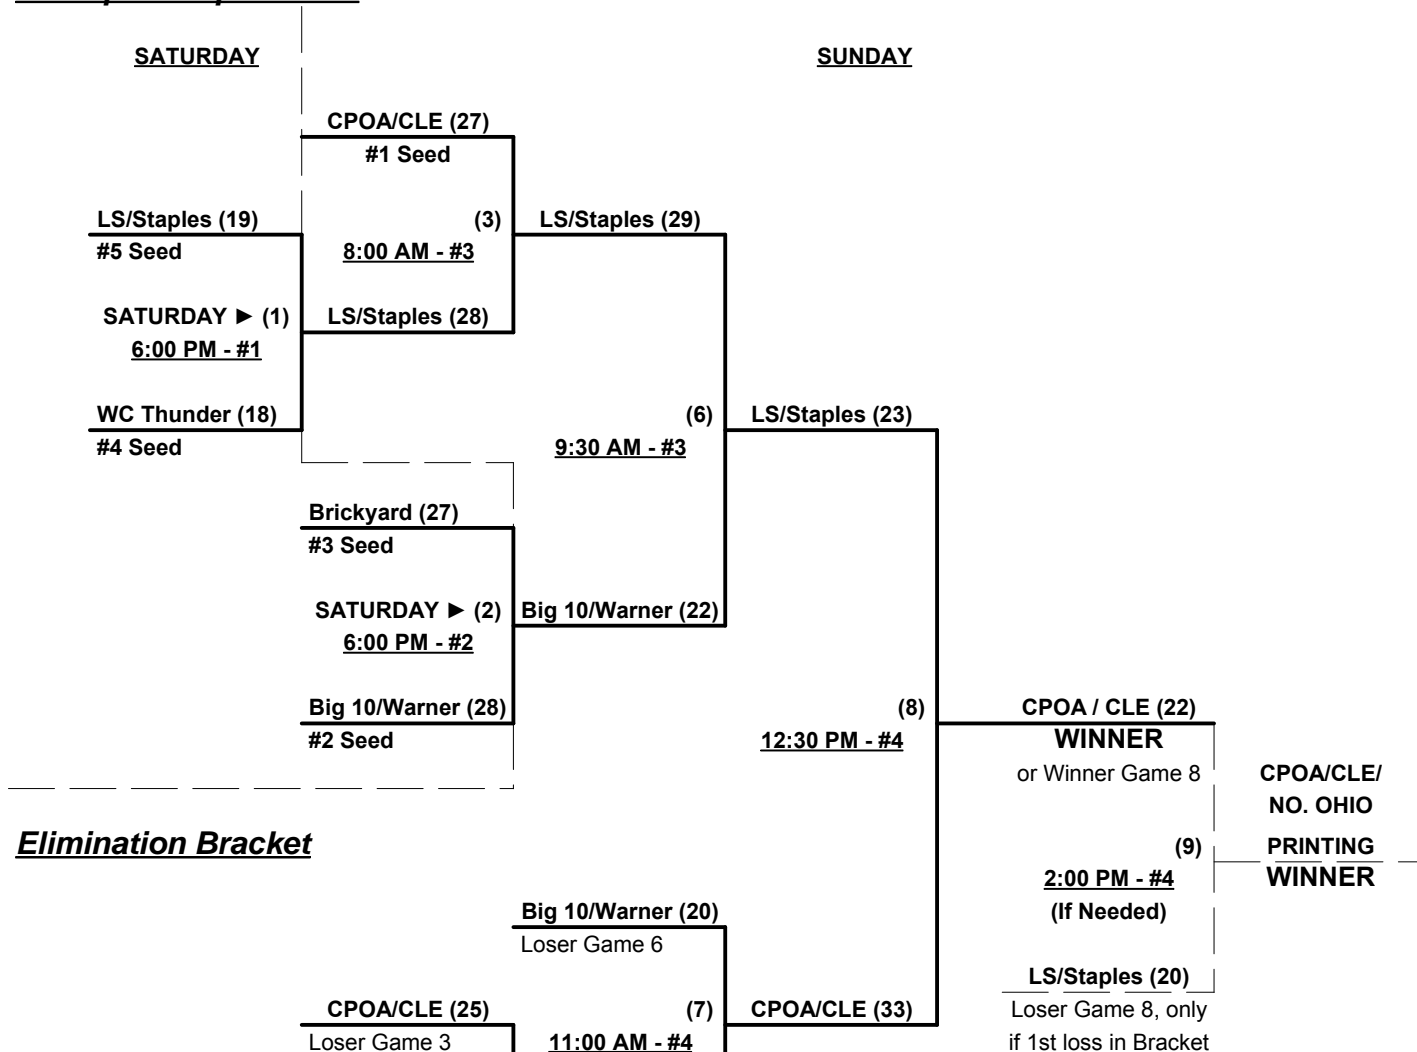 SATURDAY
SUNDAY
CPOA/CLE (27)
#1 Seed
LS/Staples (19)
(3)
LS/Staples (29)
#5 Seed
8:00 AM - #3
SATURDAY ► (1)
LS/Staples (28)
6:00 PM - #1
WC Thunder (18)
(6)
LS/Staples (23)
#4 Seed
9:30 AM - #3
Brickyard (27)
#3 Seed
SATURDAY ► (2)
Big 10/Warner (22)
6:00 PM - #2
Big 10/Warner (28)
(8)
CPOA / CLE (22)
#2 Seed
12:30 PM - #4
WINNER
or Winner Game 8
CPOA/CLE/
NO. OHIO
Elimination Bracket
(9)
PRINTING
2:00 PM - #4
WINNER
(If Needed)
Big 10/Warner (20)
Loser Game 6
LS/Staples (20)
CPOA/CLE (25)
(7)
CPOA/CLE (33)
Loser Game 8, only
Loser Game 3
11:00 AM - #4
if 1st loss in Bracket